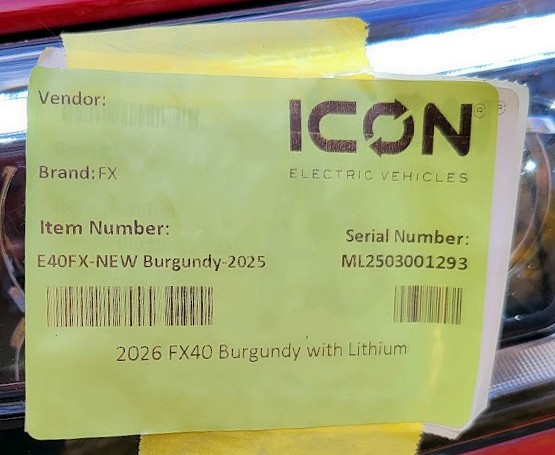 Vendor:
ICON®
ELECTRIC VEHICLES
Brand: FX
Item Number:
E40FX-NEW Burgundy-2025
Serial Number:
ML2503001293
2026 FX40 Burgundy with Lithium